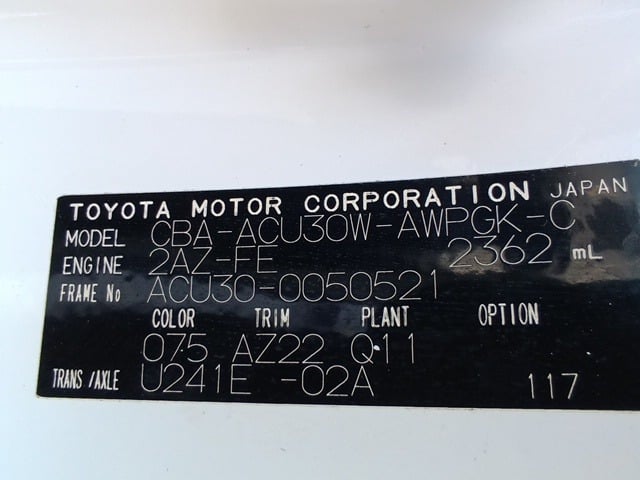 TOYOTA MOTOR CORPORATION JAPAN
MODEL CBA-ACU30W-AWPGK-C
ENGINE 2AZ-FE 2362 mL
FRAME No ACU30-0050521
COLOR TRIM PLANT OPTION
075 AZ22 Q11
TRANS/AXLE U241E -02A 117